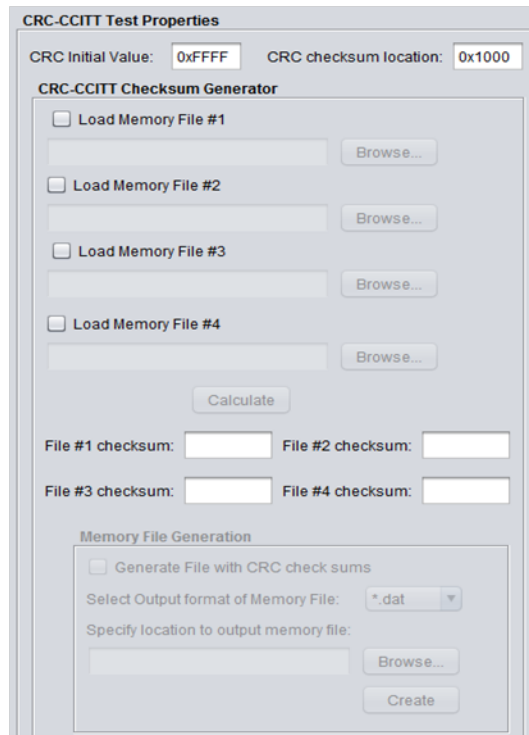 CRC-CCITT Test Properties
CRC Initial Value: 0xFFFF CRC checksum location: 0x1000
CRC-CCITT Checksum Generator
Load Memory File #1
Browse...
Load Memory File #2
Browse...
Load Memory File #3
Browse...
Load Memory File #4
Browse...
Calculate
File #1 checksum: File #2 checksum:
File #3 checksum: File #4 checksum:
Memory File Generation
Generate File with CRC check sums
Select Output format of Memory File: *.dat
Specify location to output memory file:
Browse...
Create